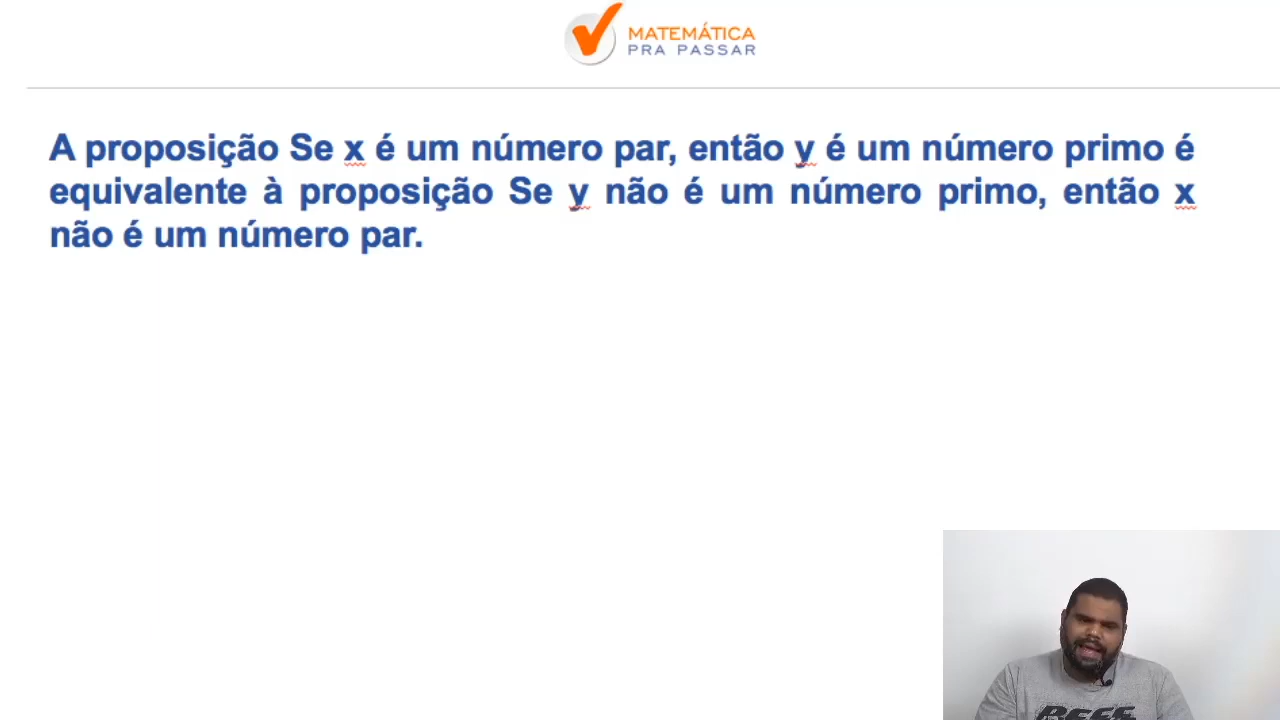 MATEMÁTICA
PRA PASSAR
A proposição Se x é um número par, então y é um número primo é
equivalente à proposição Se y não é um número primo, então x
não é um número par.